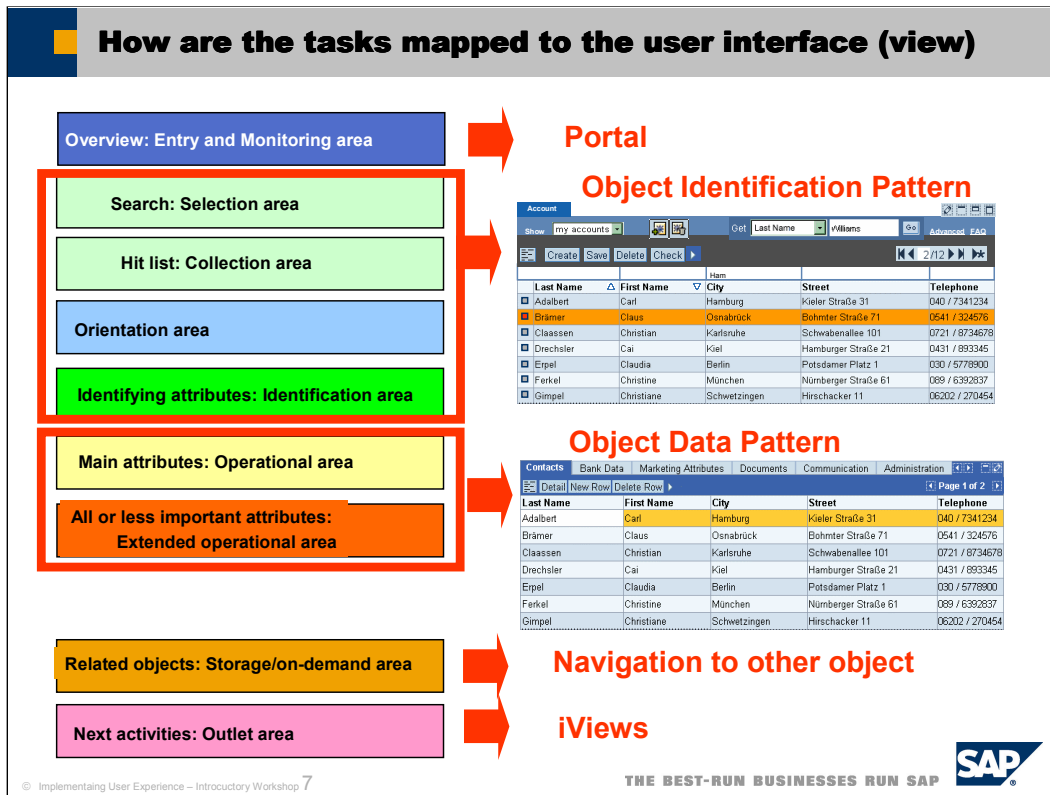 How are the tasks mapped to the user interface (view)
Overview: Entry and Monitoring area
Portal
Search: Selection area
Hit list: Collection area
Orientation area
Identifying attributes: Identification area
Object Identification Pattern
Account
Show my accounts Get Last Name Williams Go Advanced FAQ
Create Save Delete Check 2/12
Ham
Last Name First Name City Street Telephone
Adalbert Carl Hamburg Kieler Straße 31 040 / 7341234
Brämer Claus Osnabrück Bohmter Straße 71 0541 / 324576
Claassen Christian Karlsruhe Schwabenallee 101 0721 / 8734678
Drechsler Cai Kiel Hamburger Straße 21 0431 / 893345
Erpel Claudia Berlin Potsdamer Platz 1 030 / 5778900
Ferkel Christine München Nürnberger Straße 61 089 / 6392837
Gimpel Christiane Schwetzingen Hirschacker 11 06202 / 270454
Main attributes: Operational area
All or less important attributes:
Extended operational area
Object Data Pattern
Contacts Bank Data Marketing Attributes Documents Communication Administration
Detail New Row Delete Row Page 1 of 2
Last Name First Name City Street Telephone
Adalbert Carl Hamburg Kieler Straße 31 040 / 7341234
Brämer Claus Osnabrück Bohmter Straße 71 0541 / 324576
Claassen Christian Karlsruhe Schwabenallee 101 0721 / 8734678
Drechsler Cai Kiel Hamburger Straße 21 0431 / 893345
Erpel Claudia Berlin Potsdamer Platz 1 030 / 5778900
Ferkel Christine München Nürnberger Straße 61 089 / 6392837
Gimpel Christiane Schwetzingen Hirschacker 11 06202 / 270454
Related objects: Storage/on-demand area
Navigation to other object
Next activities: Outlet area
iViews
© Implementaing User Experience – Introcuctory Workshop 7
THE BEST-RUN BUSINESSES RUN SAP
SAP